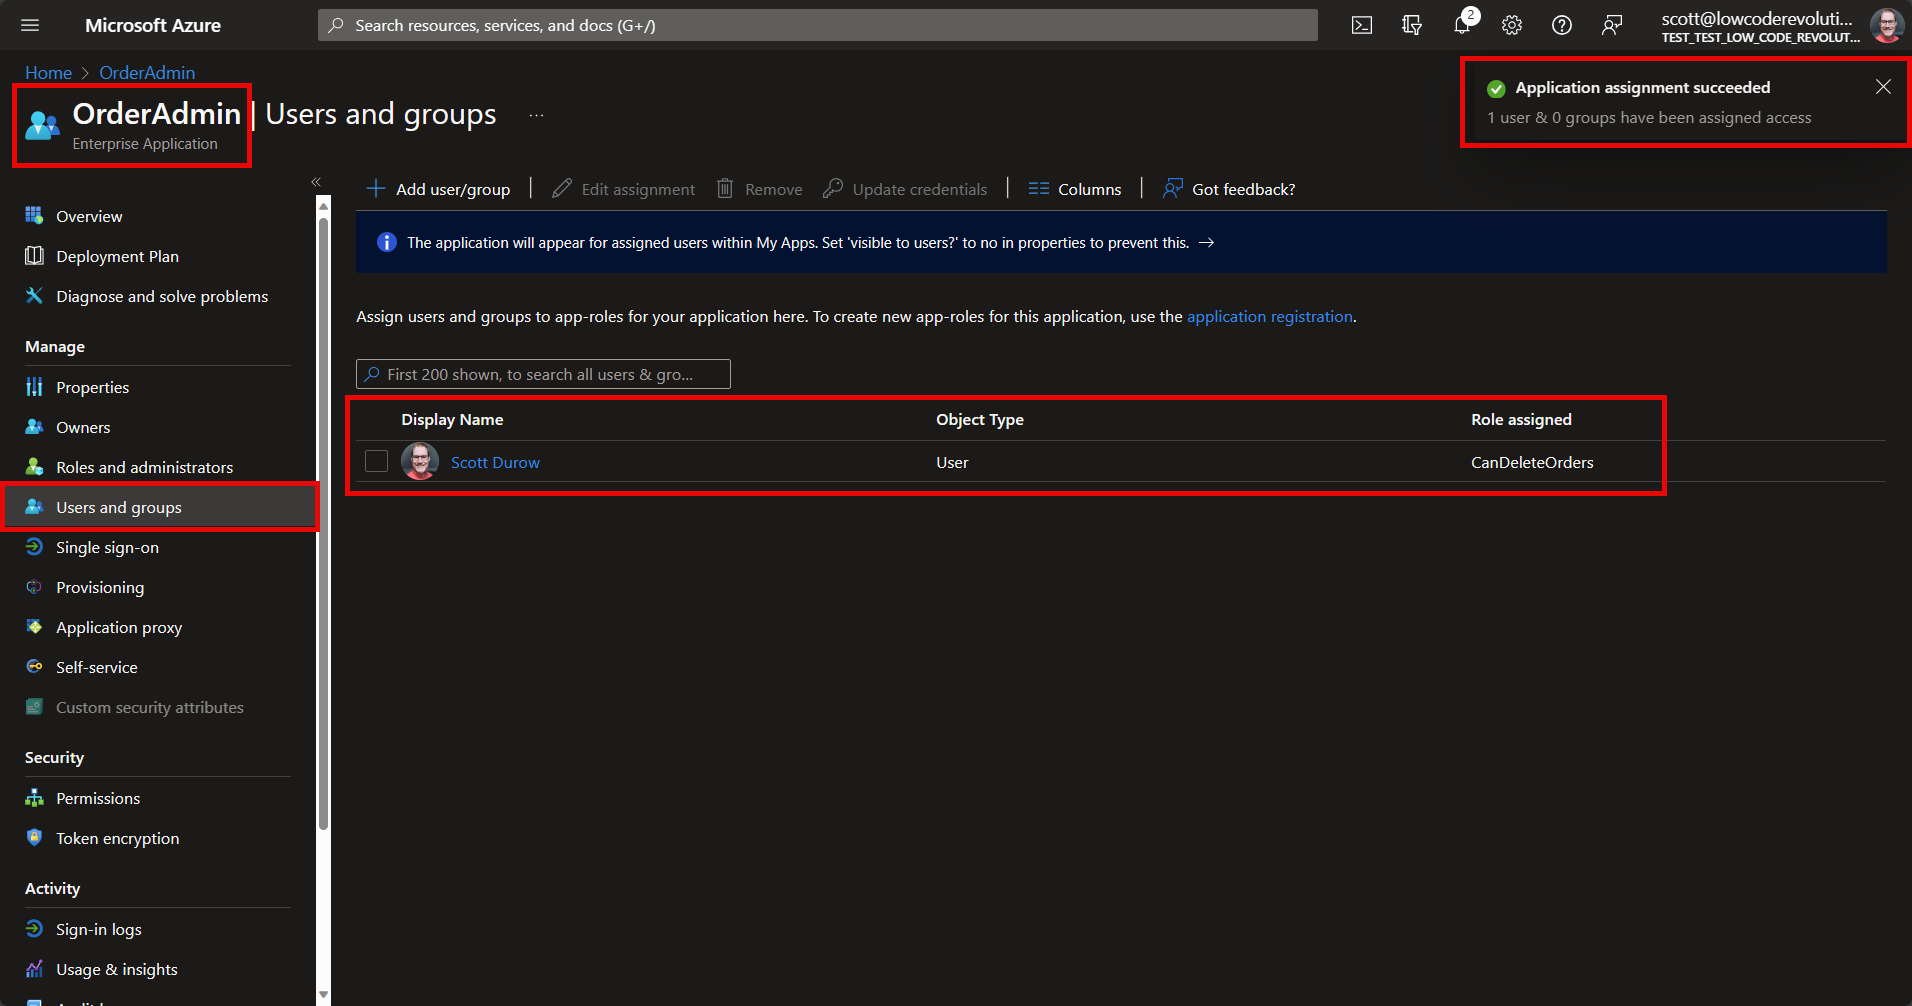 Microsoft Azure
Search resources, services, and docs (G+/)
2
scott@lowcoderevoluti...
TEST_TEST_LOW_CODE_REVOLUT...
Home > OrderAdmin
OrderAdmin | Users and groups ...
Enterprise Application
Application assignment succeeded
1 user & 0 groups have been assigned access
Add user/group
Edit assignment
Remove
Update credentials
Columns
Got feedback?
Overview
Deployment Plan
Diagnose and solve problems
Manage
Properties
Owners
Roles and administrators
Users and groups
Single sign-on
Provisioning
Application proxy
Self-service
Custom security attributes
Security
Permissions
Token encryption
Activity
Sign-in logs
Usage & insights
The application will appear for assigned users within My Apps. Set 'visible to users?' to no in properties to prevent this. →
Assign users and groups to app-roles for your application here. To create new app-roles for this application, use the application registration.
First 200 shown, to search all users & gro...
Display Name Object Type Role assigned
Scott Durow User CanDeleteOrders